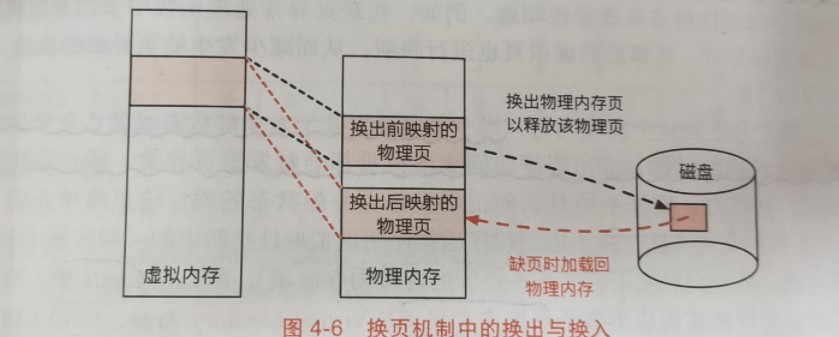 换出物理内存页
以释放该物理页
换出前映射的
物理页
磁盘
换出后映射的
物理页
缺页时加载回
物理内存
虚拟内存
物理内存
图 4-6 换页机制中的换出与换入